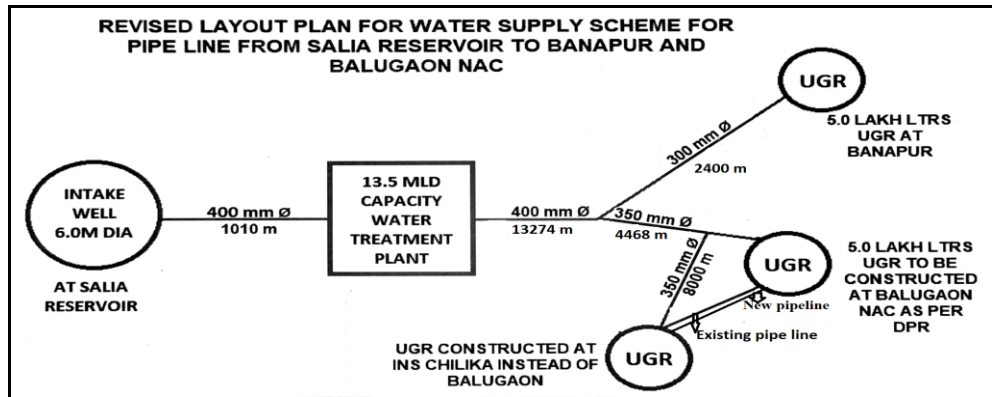 REVISED LAYOUT PLAN FOR WATER SUPPLY SCHEME FOR
PIPE LINE FROM SALIA RESERVOIR TO BANAPUR AND
BALUGAON NAC
UGR
5.0 LAKH LTRS
UGR AT
BANAPUR
300 mm Ø
2400 m
INTAKE
WELL
6.0M DIA
AT SALIA
RESERVOIR
400 mm Ø
1010 m
13.5 MLD
CAPACITY
WATER
TREATMENT
PLANT
400 mm Ø
13274 m
350 mm Ø
4468 m
350 mm Ø
8000 m
UGR
5.0 LAKH LTRS
UGR TO BE
CONSTRUCTED
AT BALUGAON
NAC AS PER
DPR
New pipeline
Existing pipe line
UGR
UGR CONSTRUCTED AT
INS CHILIKA INSTEAD OF
BALUGAON